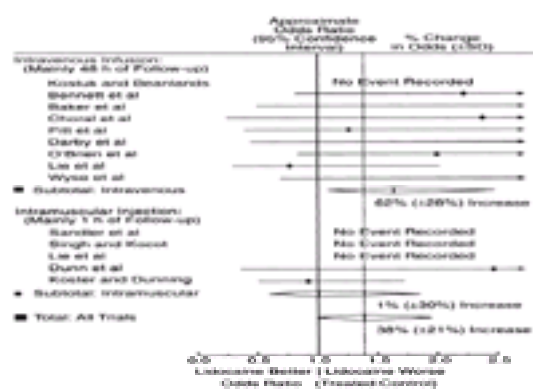 Approximate
Odds Ratio
(95% Confidence
Interval)
% Change
in Odds (±SD)
Intravenous Infusion:
(Mainly 48 h of Follow-up)
Kostuk and Beanlands No Event Recorded
Bennett et al
Baker et al
Chopra et al
Pitt et al
Darby et al
O'Brien et al
Lie et al
Wyse et al
Subtotal: Intravenous
62% (±28%) Increase
Intramuscular Injection:
(Mainly 1 h of Follow-up)
Sandler et al No Event Recorded
Singh and Kocot No Event Recorded
Lie et al No Event Recorded
Dunn et al
Koster and Dunning
Subtotal: Intramuscular
1% (±30%) Increase
Total: All Trials
38% (±21%) Increase
0.0 0.5 1.0 1.5 2.0 2.5
Lidocaine Better | Lidocaine Worse
Odds Ratio (Treated:Control)